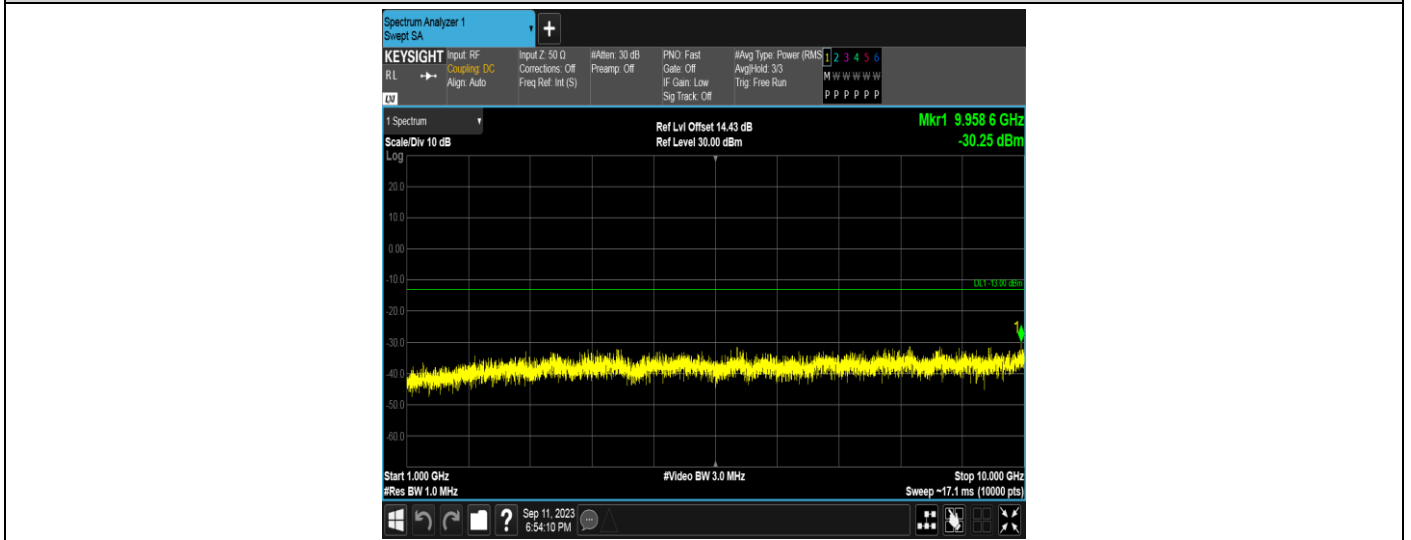 Spectrum Analyzer 1
Swept SA
+
KEYSIGHT
RL
LXI
Input: RF
Coupling: DC
Align: Auto
Input Z: 50 Ω
Corrections: Off
Freq Ref: Int (S)
#Atten: 30 dB
Preamp: Off
PNO: Fast
Gate: Off
IF Gain: Low
Sig Track: Off
#Avg Type: Power (RMS
Avg|Hold: 3/3
Trig: Free Run
1 2 3 4 5 6
M W W W W W
P P P P P P
1 Spectrum
Scale/Div 10 dB
Ref Lvl Offset 14.43 dB
Ref Level 30.00 dBm
Mkr1 9.958 6 GHz
-30.25 dBm
Log
20.0
10.0
0.00
-10.0
DL1 -13.00 dBm
-20.0
1
-30.0
-40.0
-50.0
-60.0
Start 1.000 GHz
#Res BW 1.0 MHz
#Video BW 3.0 MHz
Stop 10.000 GHz
Sweep ~17.1 ms (10000 pts)
?
Sep 11, 2023
6:54:10 PM